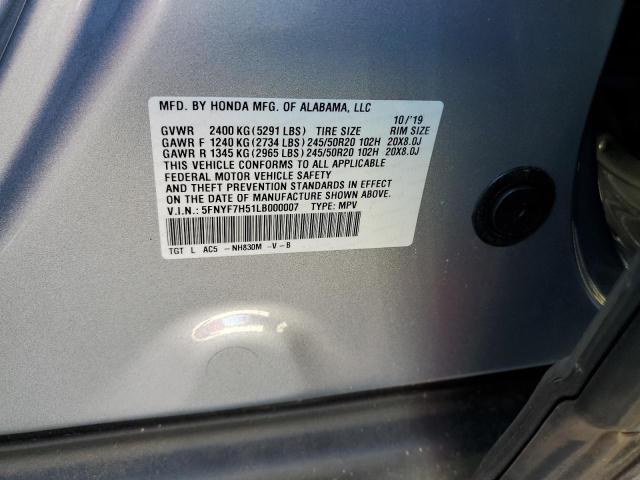 MFD. BY HONDA MFG. OF ALABAMA, LLC
10/'19
GVWR 2400 KG (5291 LBS) TIRE SIZE RIM SIZE
GAWR F 1240 KG (2734 LBS) 245/50R20 102H 20X8.0J
GAWR R 1345 KG (2965 LBS) 245/50R20 102H 20X8.0J
THIS VEHICLE CONFORMS TO ALL APPLICABLE
FEDERAL MOTOR VEHICLE SAFETY
AND THEFT PREVENTION STANDARDS IN EFFECT
ON THE DATE OF MANUFACTURE SHOWN ABOVE.
V.I.N.: 5FNYF7H51LB000007 TYPE: MPV
TGT L AC5 -NH830M -V-B